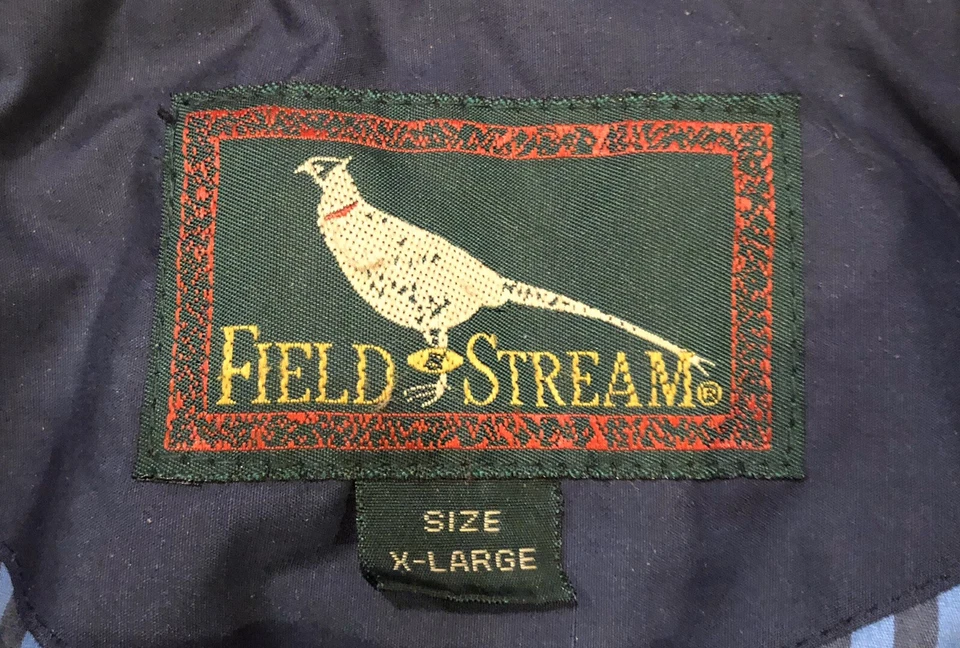 FIELD & STREAM®
SIZE
X-LARGE